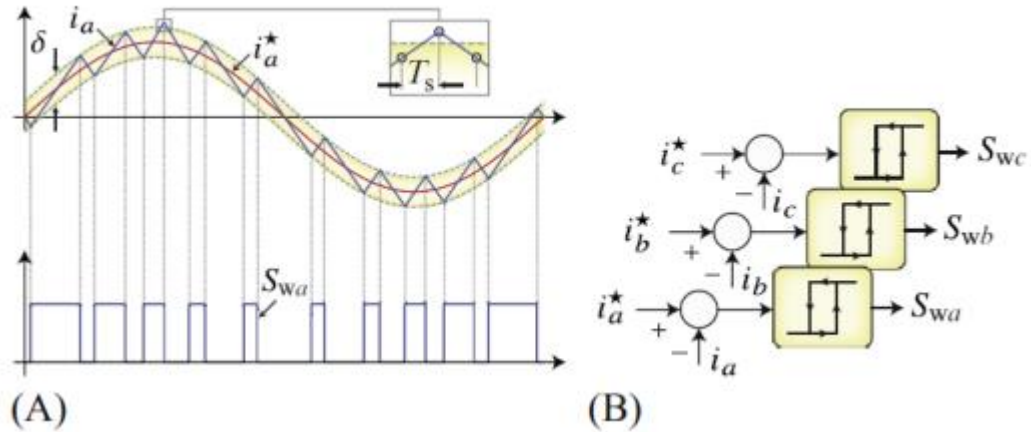 i_a
i_a^★
δ
T_s
S_wa
(A)
i_c^★
+
−
i_c
S_wc
i_b^★
+
−
i_b
S_wb
i_a^★
+
−
i_a
S_wa
(B)